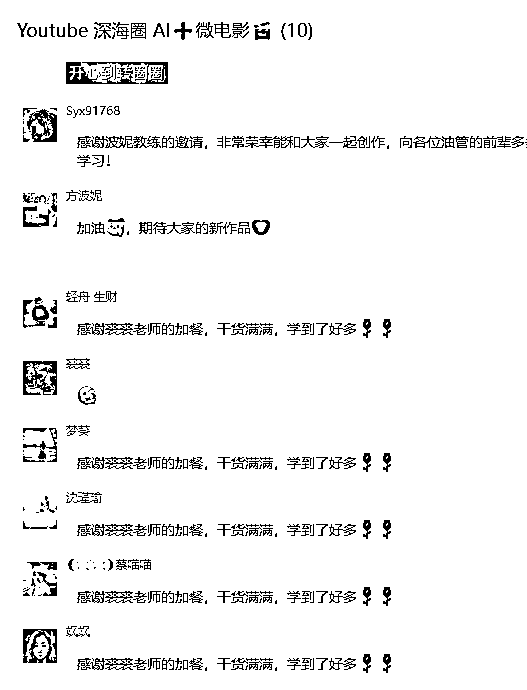 Youtube 深海圈 AI➕微电影🎬 (10)
开心到转圈圈
Syx91768
感谢波妮教练的邀请，非常荣幸能和大家一起创作，向各位油管的前辈多
学习！
方波妮
加油，期待大家的新作品
轻舟 生财
感谢裘裘老师的加餐，干货满满，学到了好多🌹🌹
裘裘
梦葵
感谢裘裘老师的加餐，干货满满，学到了好多🌹🌹
沈瑾瑜
感谢裘裘老师的加餐，干货满满，学到了好多🌹🌹
蔡喵喵
感谢裘裘老师的加餐，干货满满，学到了好多🌹🌹
奴奴
感谢裘裘老师的加餐，干货满满，学到了好多🌹🌹